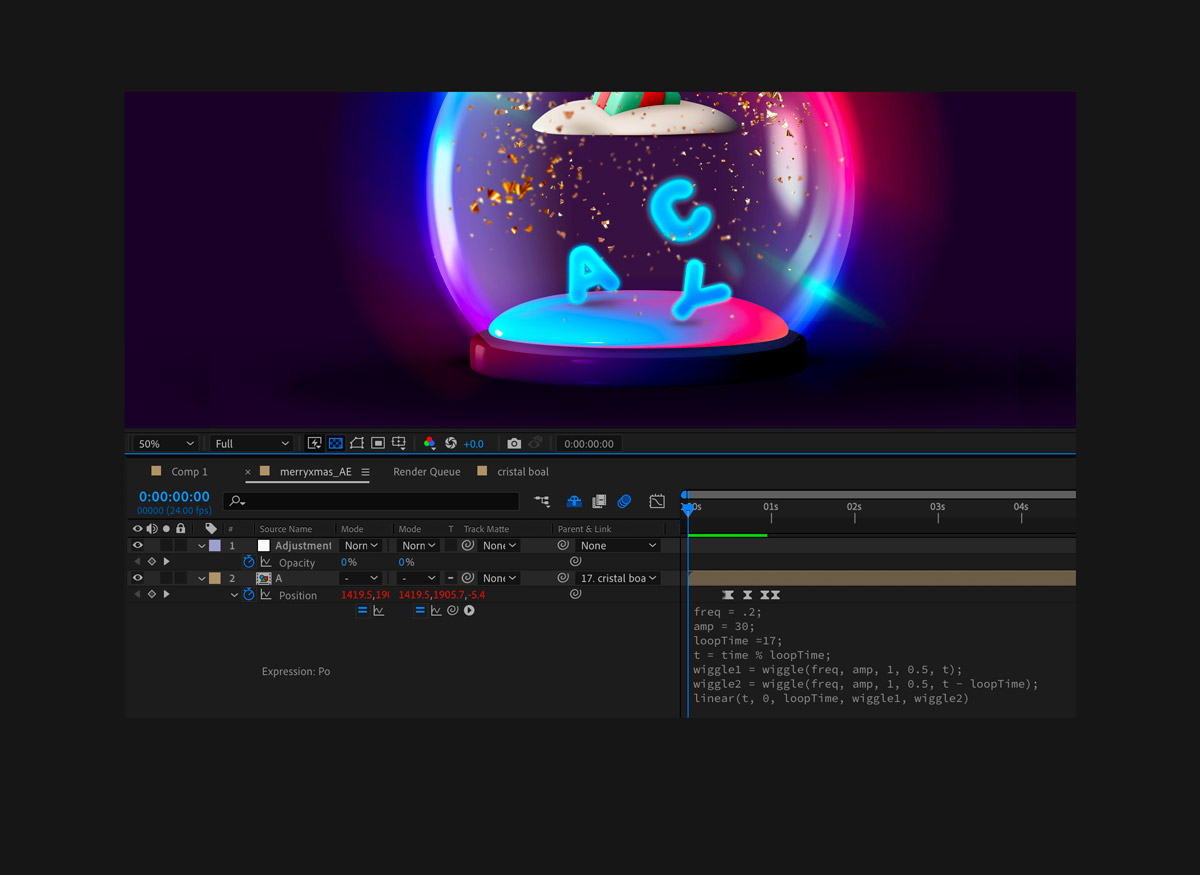 C
A
Y
50% Full +0.0 0:00:00:00
Comp 1 × merryxmas_AE Render Queue cristal boal
0:00:00:00
00000 (24.00 fps)
01s 02s 03s 04s
# Source Name Mode Mode T Track Matte Parent & Link
1 Adjustment Norn Norn None None
Opacity 0% 0%
2 A - - Non 17. cristal boa
Position 1419.5,190 1419.5,1905.7,-5.4
freq = .2;
amp = 30;
loopTime =17;
t = time % loopTime;
wiggle1 = wiggle(freq, amp, 1, 0.5, t);
Expression: Po
wiggle2 = wiggle(freq, amp, 1, 0.5, t - loopTime);
linear(t, 0, loopTime, wiggle1, wiggle2)